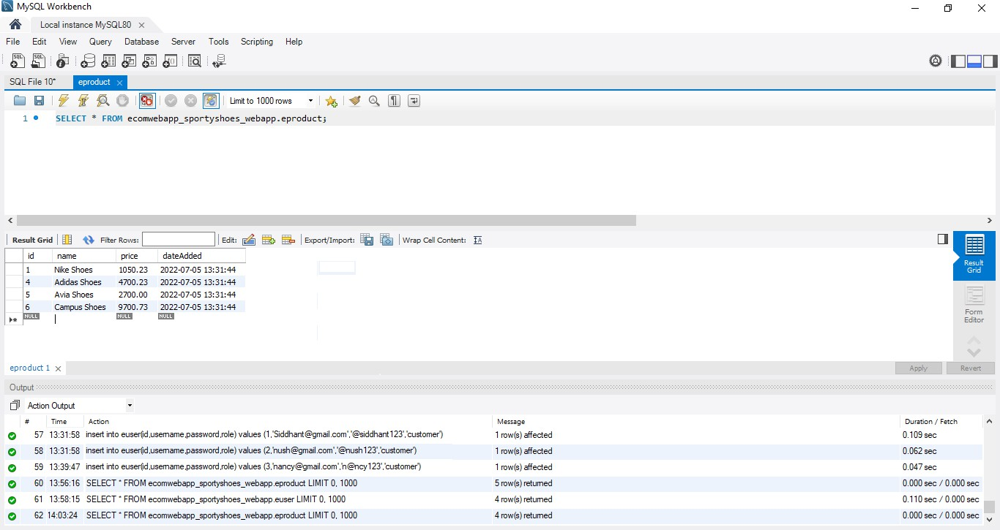 MySQL Workbench
Local instance MySQL80
File Edit View Query Database Server Tools Scripting Help
SQL File 10* eproduct
Limit to 1000 rows
1 SELECT * FROM ecomwebapp_sportyshoes_webapp.eproduct;
Result Grid Filter Rows: Edit: Export/Import: Wrap Cell Content: IA
id name price dateAdded
1 Nike Shoes 1050.23 2022-07-05 13:31:44
4 Adidas Shoes 4700.23 2022-07-05 13:31:44
5 Avia Shoes 2700.00 2022-07-05 13:31:44
6 Campus Shoes 9700.73 2022-07-05 13:31:44
NULL NULL NULL
Result
Grid
Form
Editor
eproduct 1 Apply Revert
Output
Action Output
# Time Action Message Duration / Fetch
57 13:31:58 insert into euser(id,username,password,role) values (1,'Siddhant@gmail.com','@siddhant123','customer') 1 row(s) affected 0.109 sec
58 13:31:58 insert into euser(id,username,password,role) values (2,'nush@gmail.com','@nush123','customer') 1 row(s) affected 0.062 sec
59 13:39:47 insert into euser(id,username,password,role) values (3,'nancy@gmail.com','n@ncy123','customer') 1 row(s) affected 0.047 sec
60 13:56:16 SELECT * FROM ecomwebapp_sportyshoes_webapp.eproduct LIMIT 0, 1000 5 row(s) returned 0.000 sec / 0.000 sec
61 13:58:15 SELECT * FROM ecomwebapp_sportyshoes_webapp.euser LIMIT 0, 1000 4 row(s) returned 0.110 sec / 0.000 sec
62 14:03:24 SELECT * FROM ecomwebapp_sportyshoes_webapp.eproduct LIMIT 0, 1000 4 row(s) returned 0.000 sec / 0.000 sec